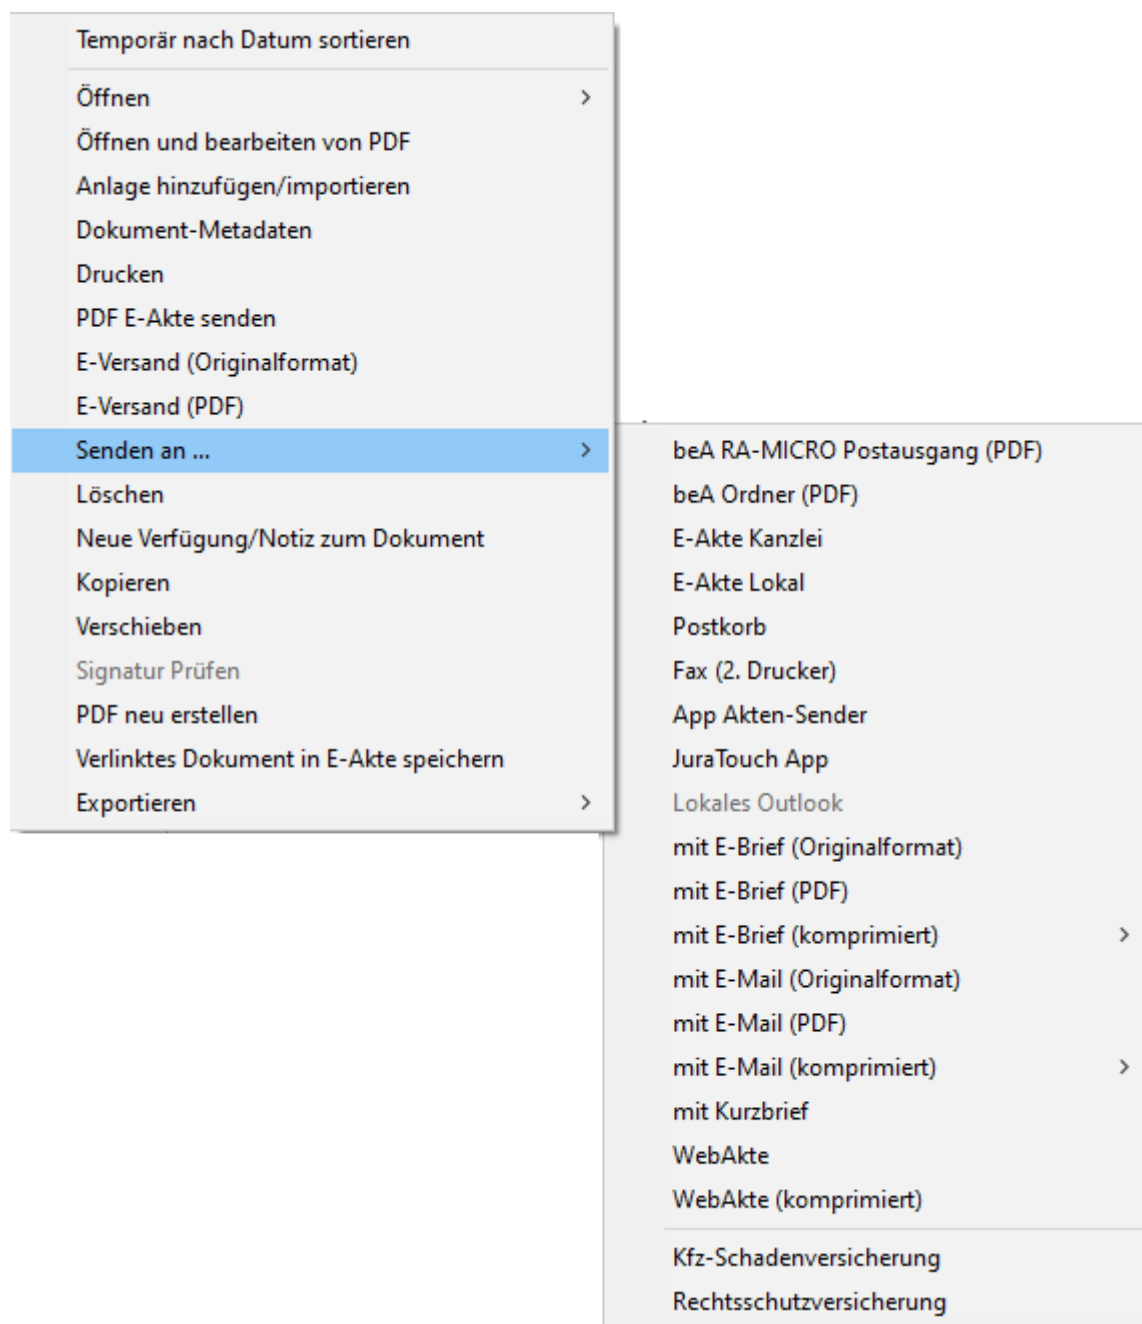 Temporär nach Datum sortieren
Öffnen
Öffnen und bearbeiten von PDF
Anlage hinzufügen/importieren
Dokument-Metadaten
Drucken
PDF E-Akte senden
E-Versand (Originalformat)
E-Versand (PDF)
Senden an ...
Löschen
Neue Verfügung/Notiz zum Dokument
Kopieren
Verschieben
Signatur Prüfen
PDF neu erstellen
Verlinktes Dokument in E-Akte speichern
Exportieren
beA RA-MICRO Postausgang (PDF)
beA Ordner (PDF)
E-Akte Kanzlei
E-Akte Lokal
Postkorb
Fax (2. Drucker)
App Akten-Sender
JuraTouch App
Lokales Outlook
mit E-Brief (Originalformat)
mit E-Brief (PDF)
mit E-Brief (komprimiert)
mit E-Mail (Originalformat)
mit E-Mail (PDF)
mit E-Mail (komprimiert)
mit Kurzbrief
WebAkte
WebAkte (komprimiert)
Kfz-Schadenversicherung
Rechtsschutzversicherung